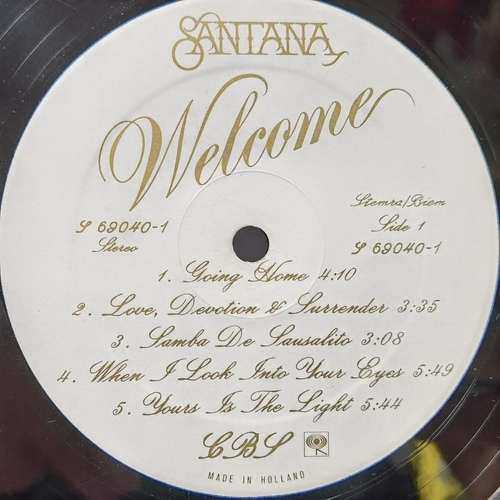 SANTANA
Welcome
S 69040-1
Stereo
Stemra/Biem
Side 1
S 69040-1
1. Going Home 4:10
2. Love, Devotion & Surrender 3:35
3. Samba De Sausalito 3:08
4. When I Look Into Your Eyes 5:49
5. Yours Is The Light 5:44
CBS
MADE IN HOLLAND